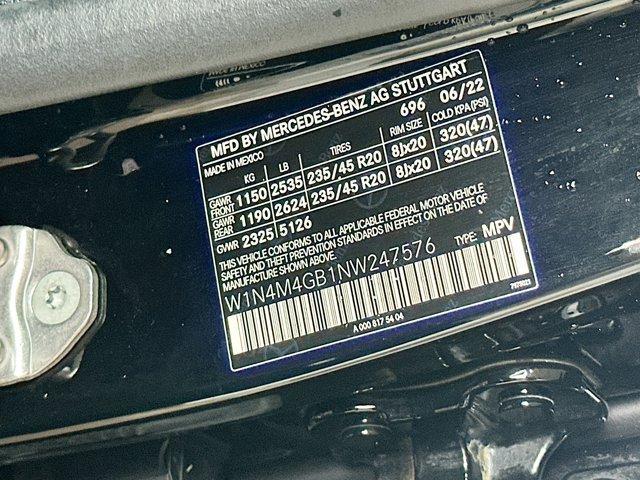 MFD BY MERCEDES-BENZ AG STUTTGART
MADE IN MEXICO 696 06/22
KG LB TIRES RIM SIZE COLD KPA(PSI)
GAWR FRONT 1150 2535 235/45 R20 8Jx20 320(47)
GAWR REAR 1190 2624 235/45 R20 8Jx20 320(47)
GVWR 2325 5126
THIS VEHICLE CONFORMS TO ALL APPLICABLE FEDERAL MOTOR VEHICLE
SAFETY AND THEFT PREVENTION STANDARDS IN EFFECT ON THE DATE OF
MANUFACTURE SHOWN ABOVE.
W1N4M4GB1NW247576 TYPE: MPV
A 000 817 54 04